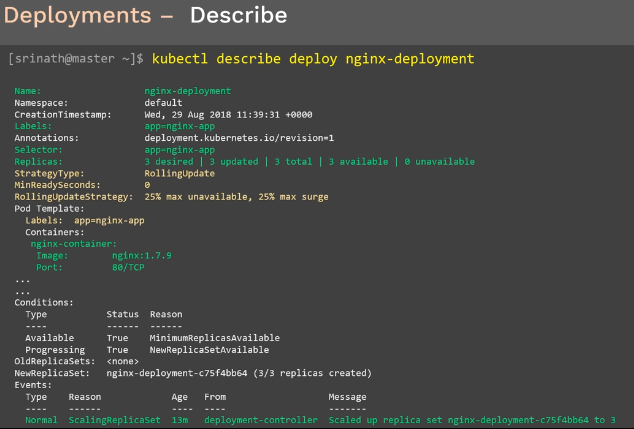 Deployments – Describe
[srinath@master ~]$ kubectl describe deploy nginx-deployment
Name: nginx-deployment
Namespace: default
CreationTimestamp: Wed, 29 Aug 2018 11:39:31 +0000
Labels: app=nginx-app
Annotations: deployment.kubernetes.io/revision=1
Selector: app=nginx-app
Replicas: 3 desired | 3 updated | 3 total | 3 available | 0 unavailable
StrategyType: RollingUpdate
MinReadySeconds: 0
RollingUpdateStrategy: 25% max unavailable, 25% max surge
Pod Template:
Labels: app=nginx-app
Containers:
nginx-container:
Image: nginx:1.7.9
Port: 80/TCP
...
...
Conditions:
Type Status Reason
---- ------ ------
Available True MinimumReplicasAvailable
Progressing True NewReplicaSetAvailable
OldReplicaSets: <none>
NewReplicaSet: nginx-deployment-c75f4bb64 (3/3 replicas created)
Events:
Type Reason Age From Message
---- ------ ---- ---- -------
Normal ScalingReplicaSet 13m deployment-controller Scaled up replica set nginx-deployment-c75f4bb64 to 3